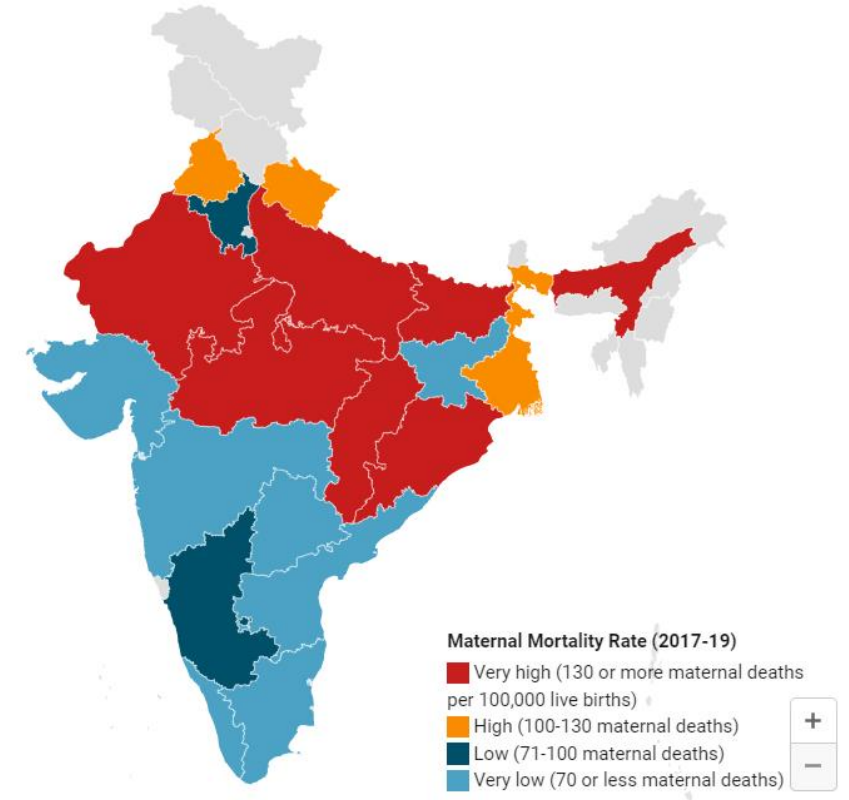 Maternal Mortality Rate (2017-19)
Very high (130 or more maternal deaths
per 100,000 live births)
High (100-130 maternal deaths)
Low (71-100 maternal deaths)
Very low (70 or less maternal deaths)
+
−